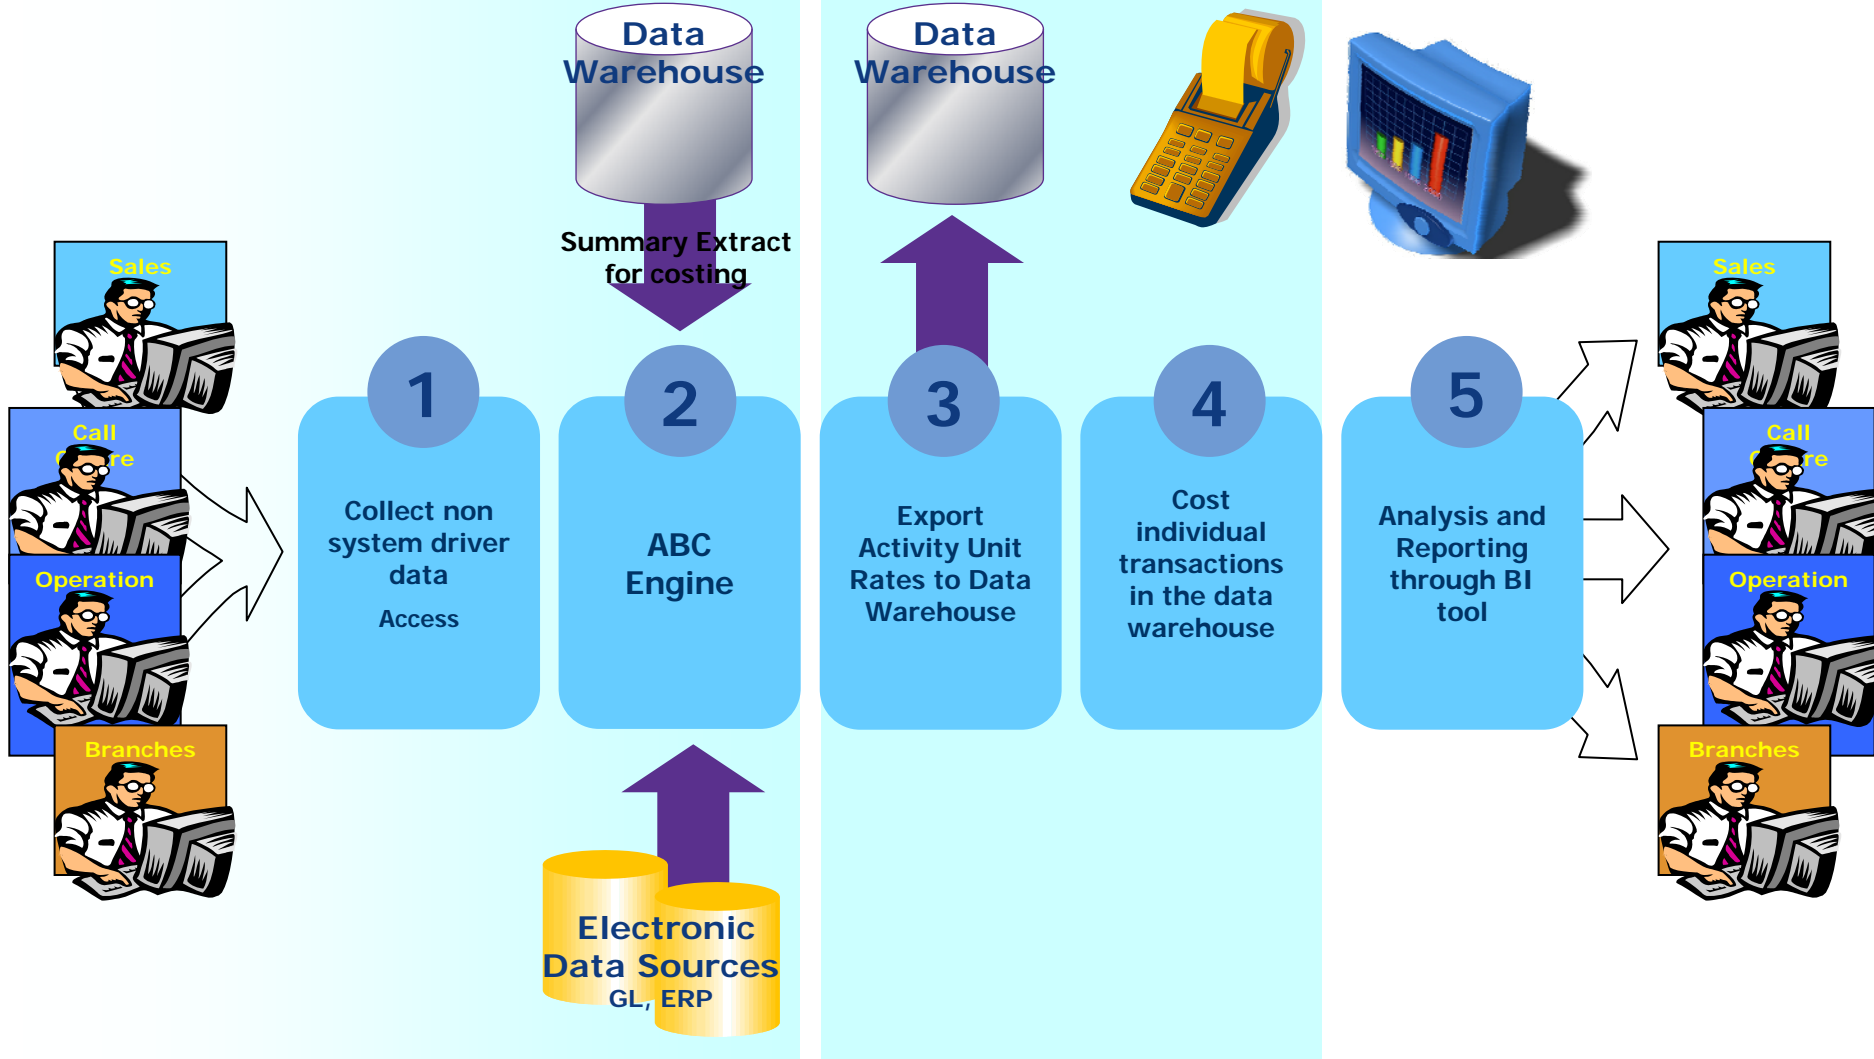 Data
Warehouse
Data
Warehouse
Summary Extract
for costing
Sales
Call
re
Operation
Branches
1
Collect non
system driver
data
Access
2
ABC
Engine
3
Export
Activity Unit
Rates to Data
Warehouse
4
Cost
individual
transactions
in the data
warehouse
5
Analysis and
Reporting
through BI
tool
Sales
Call
re
Operation
Branches
Electronic
Data Sources
GL, ERP